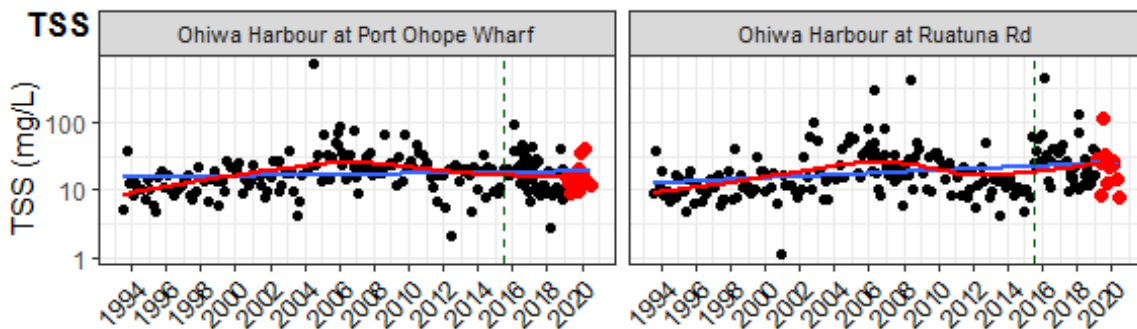 TSS
Ohiwa Harbour at Port Ohope Wharf
Ohiwa Harbour at Ruatuna Rd
TSS (mg/L)
100
10
1
1994 1996 1998 2000 2002 2004 2006 2008 2010 2012 2014 2016 2018 2020
1994 1996 1998 2000 2002 2004 2006 2008 2010 2012 2014 2016 2018 2020